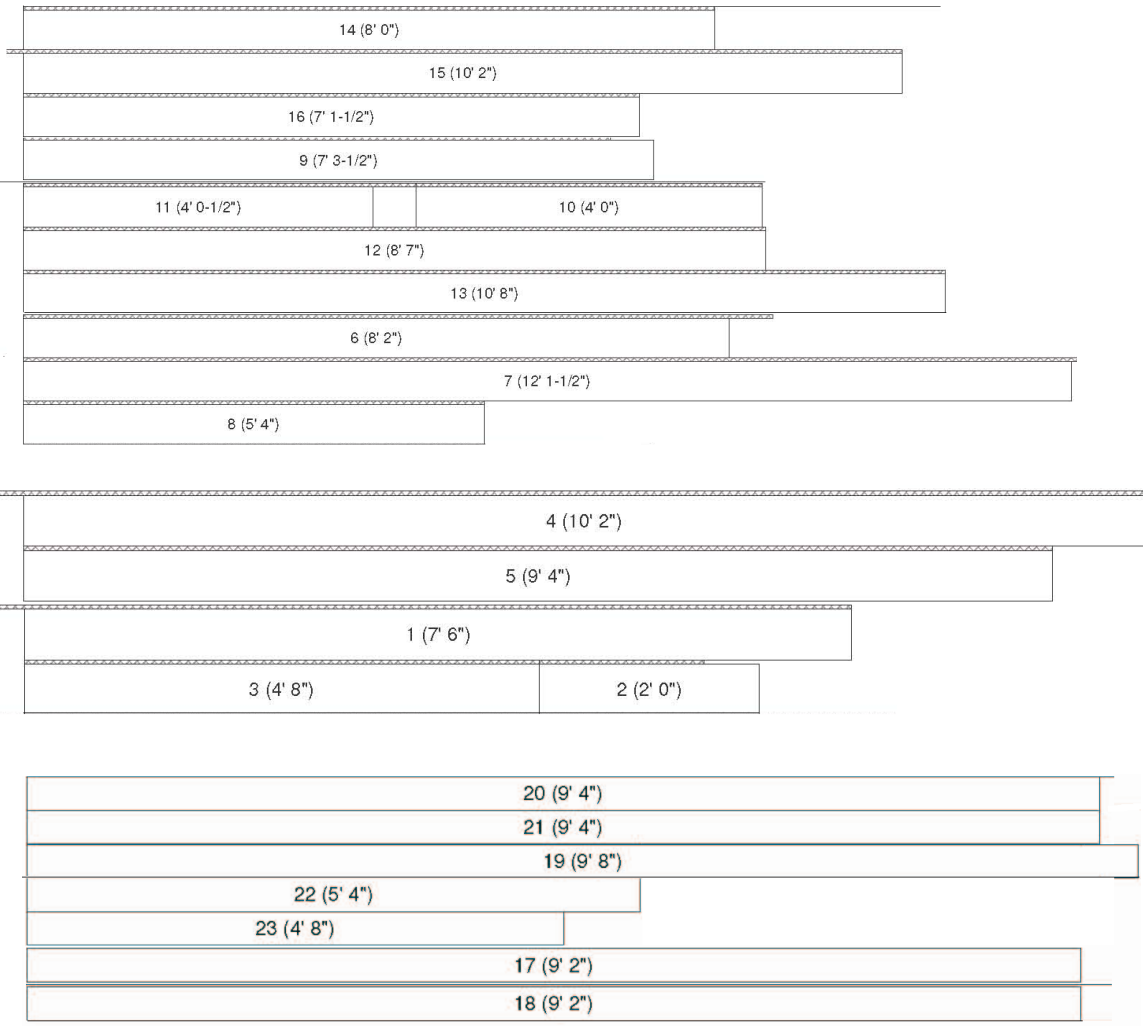 14 (8' 0")
15 (10' 2")
16 (7' 1-1/2")
9 (7' 3-1/2")
11 (4' 0-1/2") 10 (4' 0")
12 (8' 7")
13 (10' 8")
6 (8' 2")
7 (12' 1-1/2")
8 (5' 4")
4 (10' 2")
5 (9' 4")
1 (7' 6")
3 (4' 8") 2 (2' 0")
20 (9' 4")
21 (9' 4")
19 (9' 8")
22 (5' 4")
23 (4' 8")
17 (9' 2")
18 (9' 2")